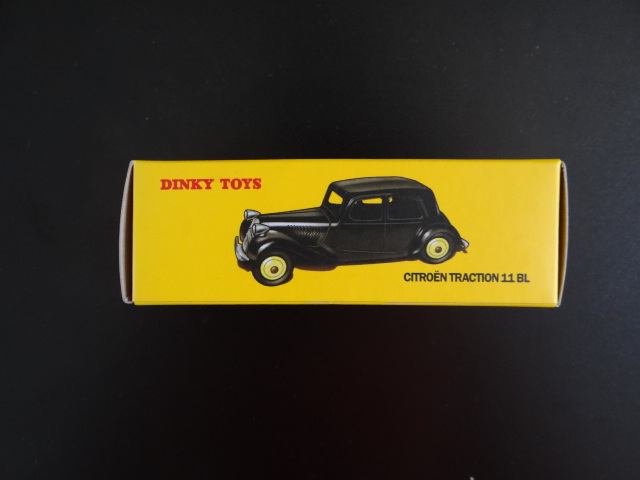 DINKY TOYS
CITROËN TRACTION 11 BL